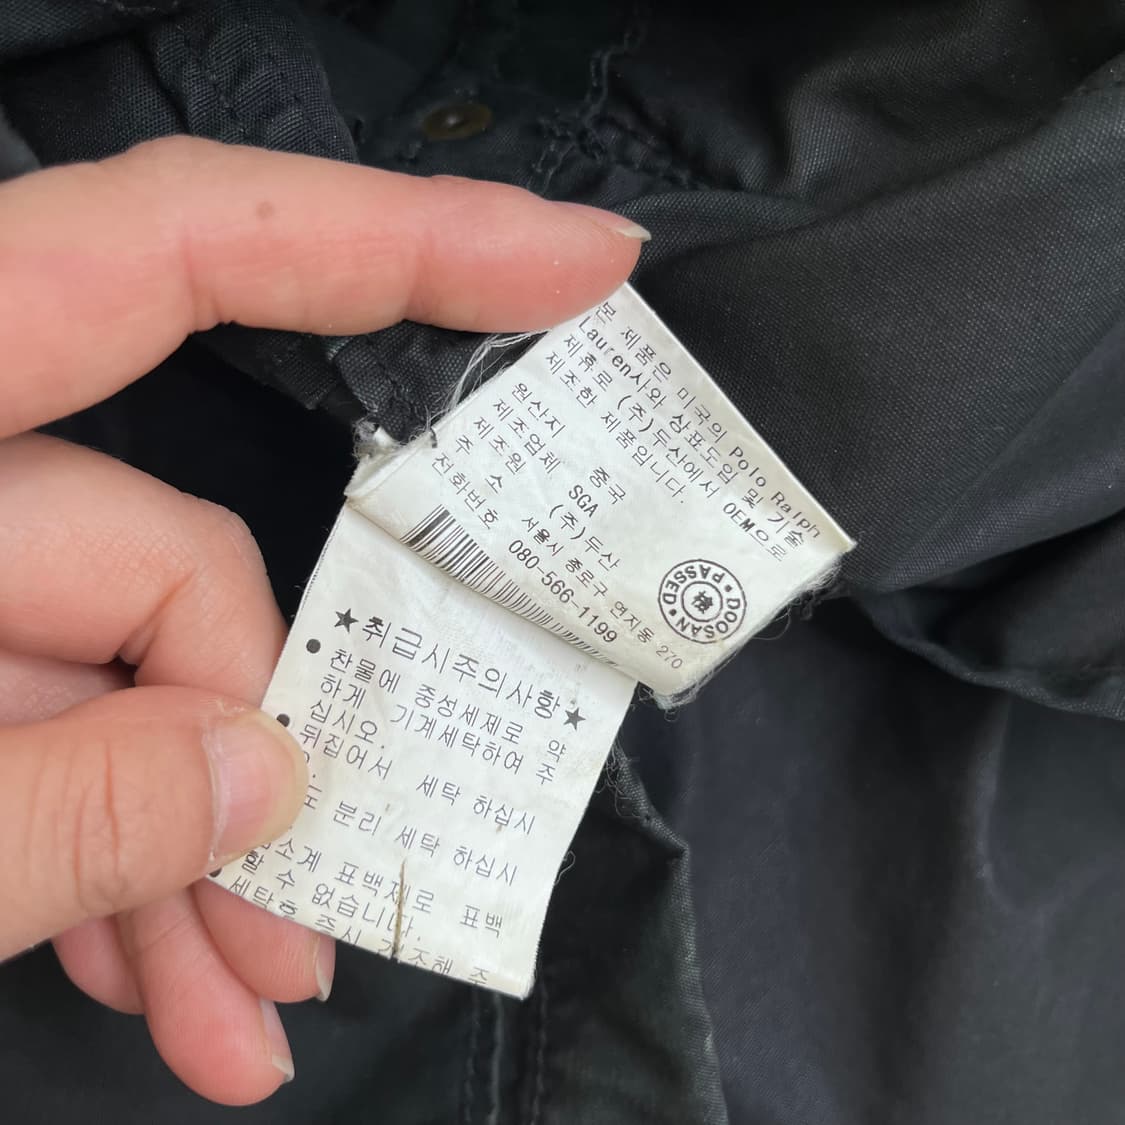 본 제품은 미국의 Polo Ralph
Lauren사와 상표도입 및 기술
제휴로 (주)두산에서 OEM으로
제조한 제품입니다.
원산지 중국
제조업체 SGA
제조원 (주)두산
주 소 서울시 종로구 연지동 270
전화번호 080-566-1199
DOOSAN · PASSED
★취급시주의사항★
● 찬물에 중성세제로 약
하게 기계세탁하여 주
십시오.
● 뒤집어서 세탁 하십시
분리 세탁 하십시
소계 표백제로 표백
할 수 없습니다.
● 세탁후 즉시 건조해 주